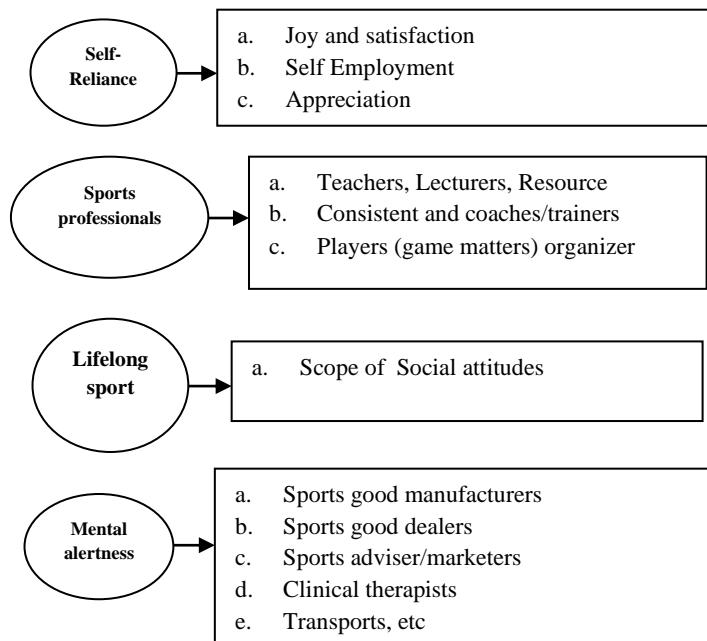 Self-
Reliance
a. Joy and satisfaction
b. Self Employment
c. Appreciation
Sports
professionals
a. Teachers, Lecturers, Resource
b. Consistent and coaches/trainers
c. Players (game matters) organizer
Lifelong
sport
a. Scope of Social attitudes
Mental
alertness
a. Sports good manufacturers
b. Sports good dealers
c. Sports adviser/marketers
d. Clinical therapists
e. Transports, etc